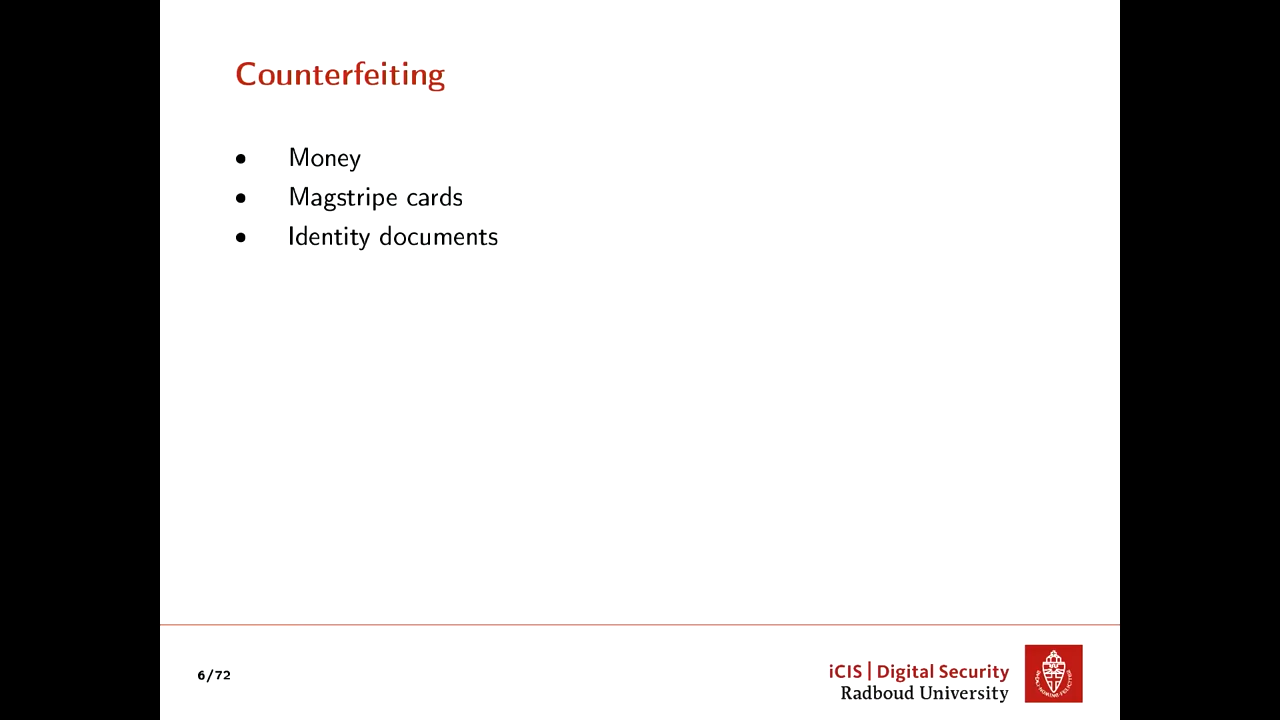 Counterfeiting
• Money
• Magstripe cards
• Identity documents
6/72
iCIS | Digital Security
Radboud University